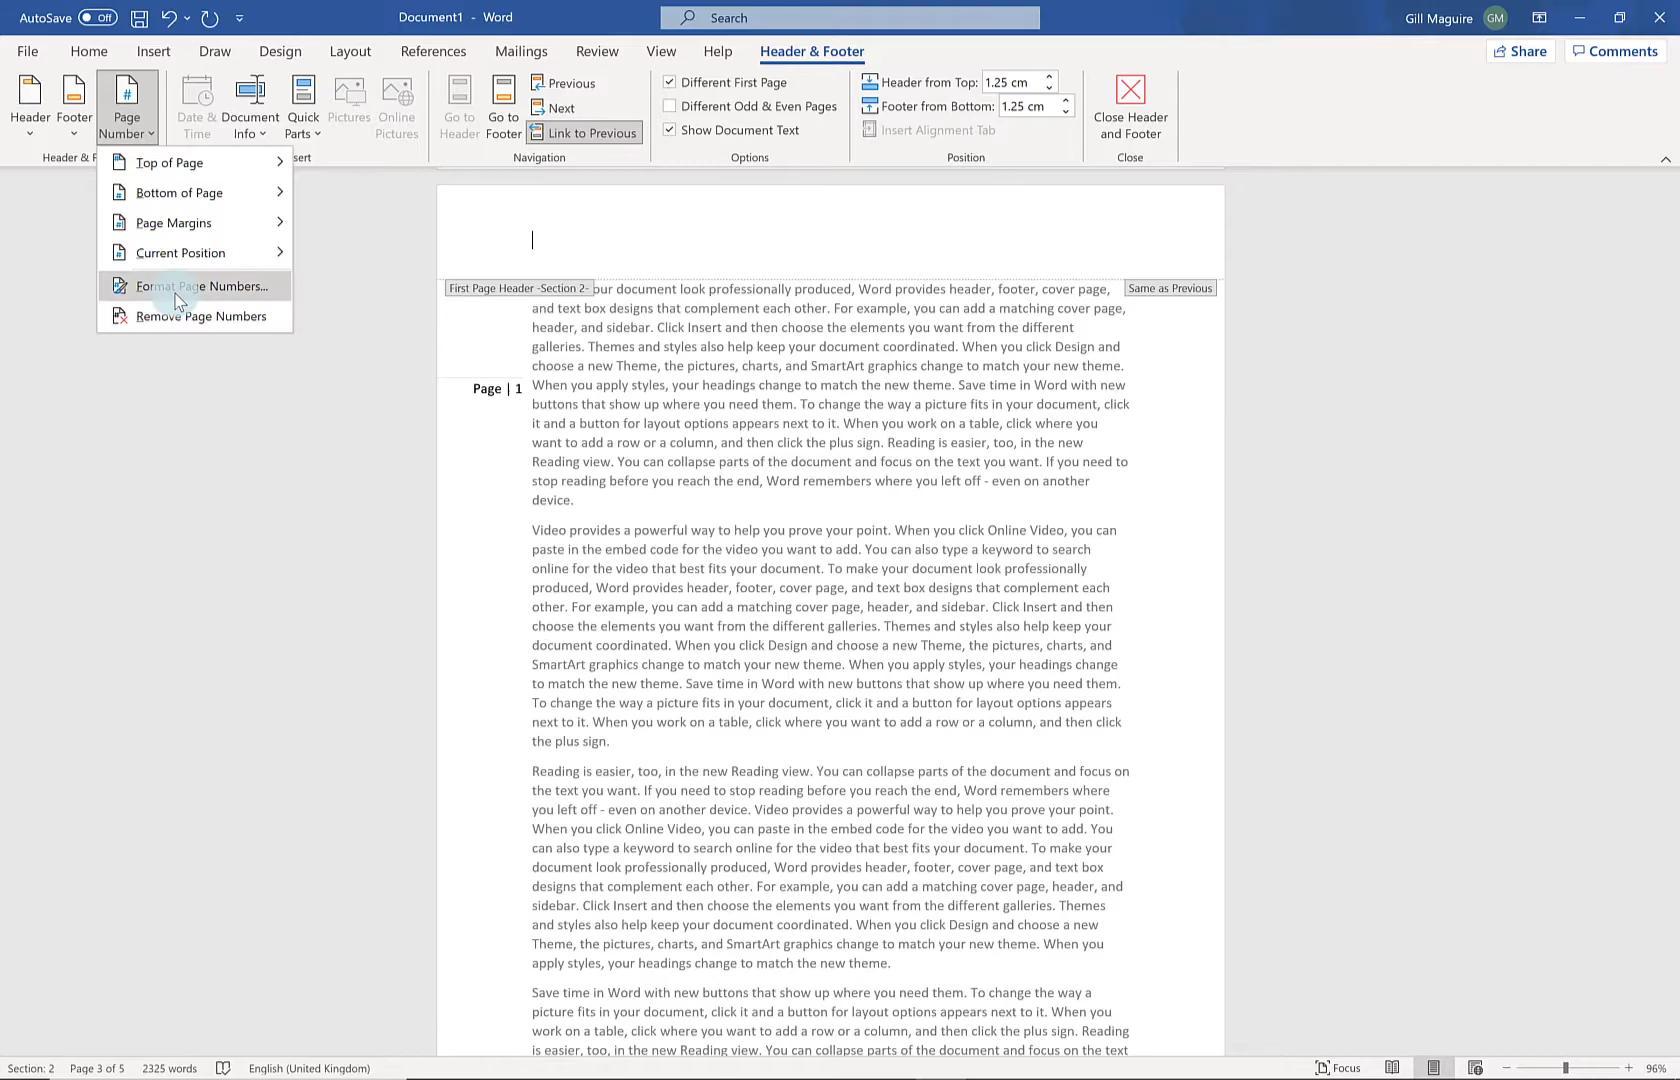 AutoSave Off
Document1 - Word
Search
Gill Maguire GM
File Home Insert Draw Design Layout References Mailings Review View Help Header & Footer Share Comments
Header Footer Page Number
Date & Time Document Info Quick Parts Pictures Online Pictures
Go to Header Go to Footer Previous Next Link to Previous
Different First Page
Different Odd & Even Pages
Show Document Text
Header from Top: 1.25 cm
Footer from Bottom: 1.25 cm
Insert Alignment Tab
Close Header and Footer
Header & F sert Navigation Options Position Close
Top of Page
Bottom of Page
Page Margins
Current Position
Format Page Numbers...
Remove Page Numbers
First Page Header -Section 2-
Same as Previous
Page | 1
our document look professionally produced, Word provides header, footer, cover page,
and text box designs that complement each other. For example, you can add a matching cover page,
header, and sidebar. Click Insert and then choose the elements you want from the different
galleries. Themes and styles also help keep your document coordinated. When you click Design and
choose a new Theme, the pictures, charts, and SmartArt graphics change to match your new theme.
When you apply styles, your headings change to match the new theme. Save time in Word with new
buttons that show up where you need them. To change the way a picture fits in your document, click
it and a button for layout options appears next to it. When you work on a table, click where you
want to add a row or a column, and then click the plus sign. Reading is easier, too, in the new
Reading view. You can collapse parts of the document and focus on the text you want. If you need to
stop reading before you reach the end, Word remembers where you left off - even on another
device.
Video provides a powerful way to help you prove your point. When you click Online Video, you can
paste in the embed code for the video you want to add. You can also type a keyword to search
online for the video that best fits your document. To make your document look professionally
produced, Word provides header, footer, cover page, and text box designs that complement each
other. For example, you can add a matching cover page, header, and sidebar. Click Insert and then
choose the elements you want from the different galleries. Themes and styles also help keep your
document coordinated. When you click Design and choose a new Theme, the pictures, charts, and
SmartArt graphics change to match your new theme. When you apply styles, your headings change
to match the new theme. Save time in Word with new buttons that show up where you need them.
To change the way a picture fits in your document, click it and a button for layout options appears
next to it. When you work on a table, click where you want to add a row or a column, and then click
the plus sign.
Reading is easier, too, in the new Reading view. You can collapse parts of the document and focus on
the text you want. If you need to stop reading before you reach the end, Word remembers where
you left off - even on another device. Video provides a powerful way to help you prove your point.
When you click Online Video, you can paste in the embed code for the video you want to add. You
can also type a keyword to search online for the video that best fits your document. To make your
document look professionally produced, Word provides header, footer, cover page, and text box
designs that complement each other. For example, you can add a matching cover page, header, and
sidebar. Click Insert and then choose the elements you want from the different galleries. Themes
and styles also help keep your document coordinated. When you click Design and choose a new
Theme, the pictures, charts, and SmartArt graphics change to match your new theme. When you
apply styles, your headings change to match the new theme.
Save time in Word with new buttons that show up where you need them. To change the way a
picture fits in your document, click it and a button for layout options appears next to it. When you
work on a table, click where you want to add a row or a column, and then click the plus sign. Reading
is easier, too, in the new Reading view. You can collapse parts of the document and focus on the text
Section: 2 Page 3 of 5 2325 words English (United Kingdom) Focus 96%